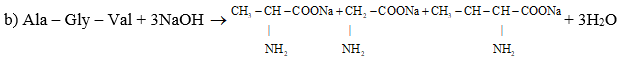 b) Ala – Gly – Val + 3NaOH → CH₃ –CH–COONa + CH₂ –COONa + CH₃ –CH–CH–COONa + 3H₂O
| | |
NH₂ NH₂ NH₂